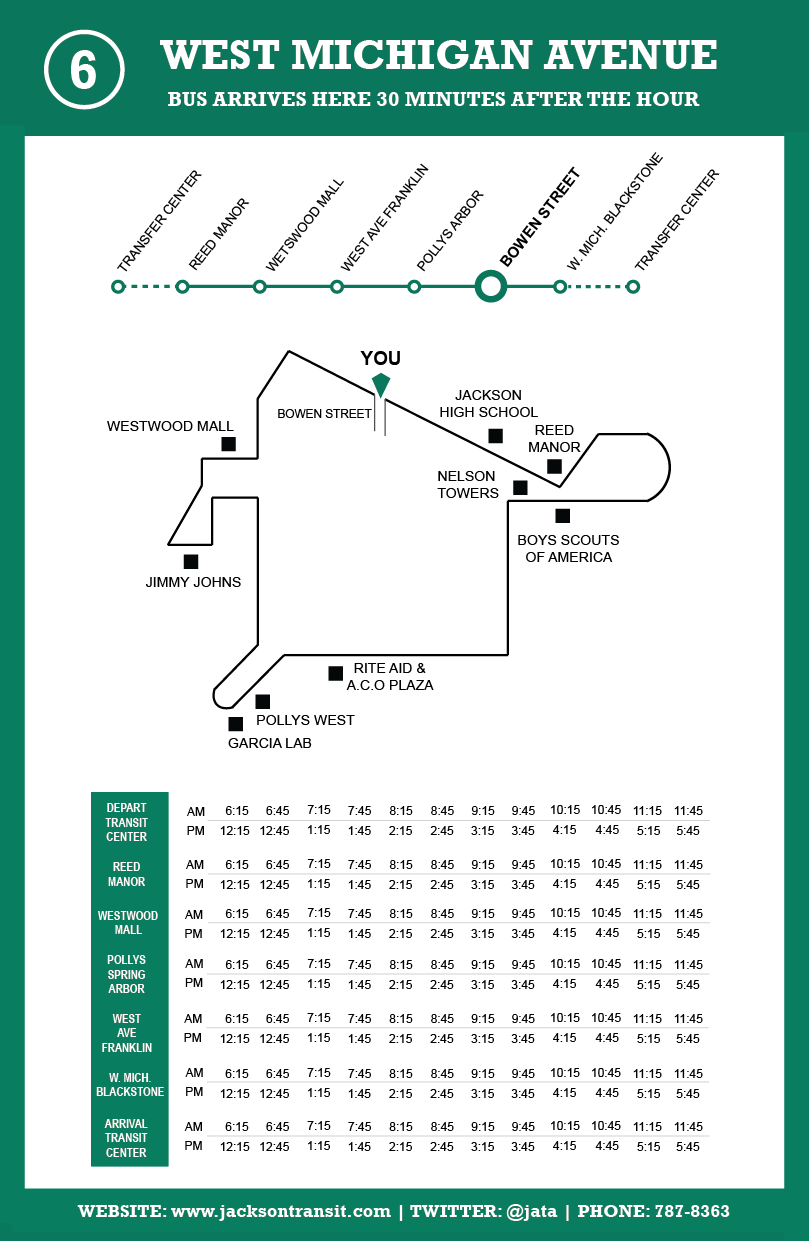 6
WEST MICHIGAN AVENUE
BUS ARRIVES HERE 30 MINUTES AFTER THE HOUR
TRANSFER CENTER
REED MANOR
WETSWOOD MALL
WEST AVE FRANKLIN
POLLYS ARBOR
BOWEN STREET
W. MICH. BLACKSTONE
TRANSFER CENTER
YOU
BOWEN STREET
JACKSON
HIGH SCHOOL
WESTWOOD MALL
REED
MANOR
NELSON
TOWERS
BOYS SCOUTS
OF AMERICA
JIMMY JOHNS
RITE AID &
A.C.O PLAZA
POLLYS WEST
GARCIA LAB
DEPART
TRANSIT
CENTER
AM 6:15 6:45 7:15 7:45 8:15 8:45 9:15 9:45 10:15 10:45 11:15 11:45
PM 12:15 12:45 1:15 1:45 2:15 2:45 3:15 3:45 4:15 4:45 5:15 5:45
REED
MANOR
AM 6:15 6:45 7:15 7:45 8:15 8:45 9:15 9:45 10:15 10:45 11:15 11:45
PM 12:15 12:45 1:15 1:45 2:15 2:45 3:15 3:45 4:15 4:45 5:15 5:45
WESTWOOD
MALL
AM 6:15 6:45 7:15 7:45 8:15 8:45 9:15 9:45 10:15 10:45 11:15 11:45
PM 12:15 12:45 1:15 1:45 2:15 2:45 3:15 3:45 4:15 4:45 5:15 5:45
POLLYS
SPRING
ARBOR
AM 6:15 6:45 7:15 7:45 8:15 8:45 9:15 9:45 10:15 10:45 11:15 11:45
PM 12:15 12:45 1:15 1:45 2:15 2:45 3:15 3:45 4:15 4:45 5:15 5:45
WEST
AVE
FRANKLIN
AM 6:15 6:45 7:15 7:45 8:15 8:45 9:15 9:45 10:15 10:45 11:15 11:45
PM 12:15 12:45 1:15 1:45 2:15 2:45 3:15 3:45 4:15 4:45 5:15 5:45
W. MICH.
BLACKSTONE
AM 6:15 6:45 7:15 7:45 8:15 8:45 9:15 9:45 10:15 10:45 11:15 11:45
PM 12:15 12:45 1:15 1:45 2:15 2:45 3:15 3:45 4:15 4:45 5:15 5:45
ARRIVAL
TRANSIT
CENTER
AM 6:15 6:45 7:15 7:45 8:15 8:45 9:15 9:45 10:15 10:45 11:15 11:45
PM 12:15 12:45 1:15 1:45 2:15 2:45 3:15 3:45 4:15 4:45 5:15 5:45
WEBSITE: www.jacksontransit.com | TWITTER: @jata | PHONE: 787-8363